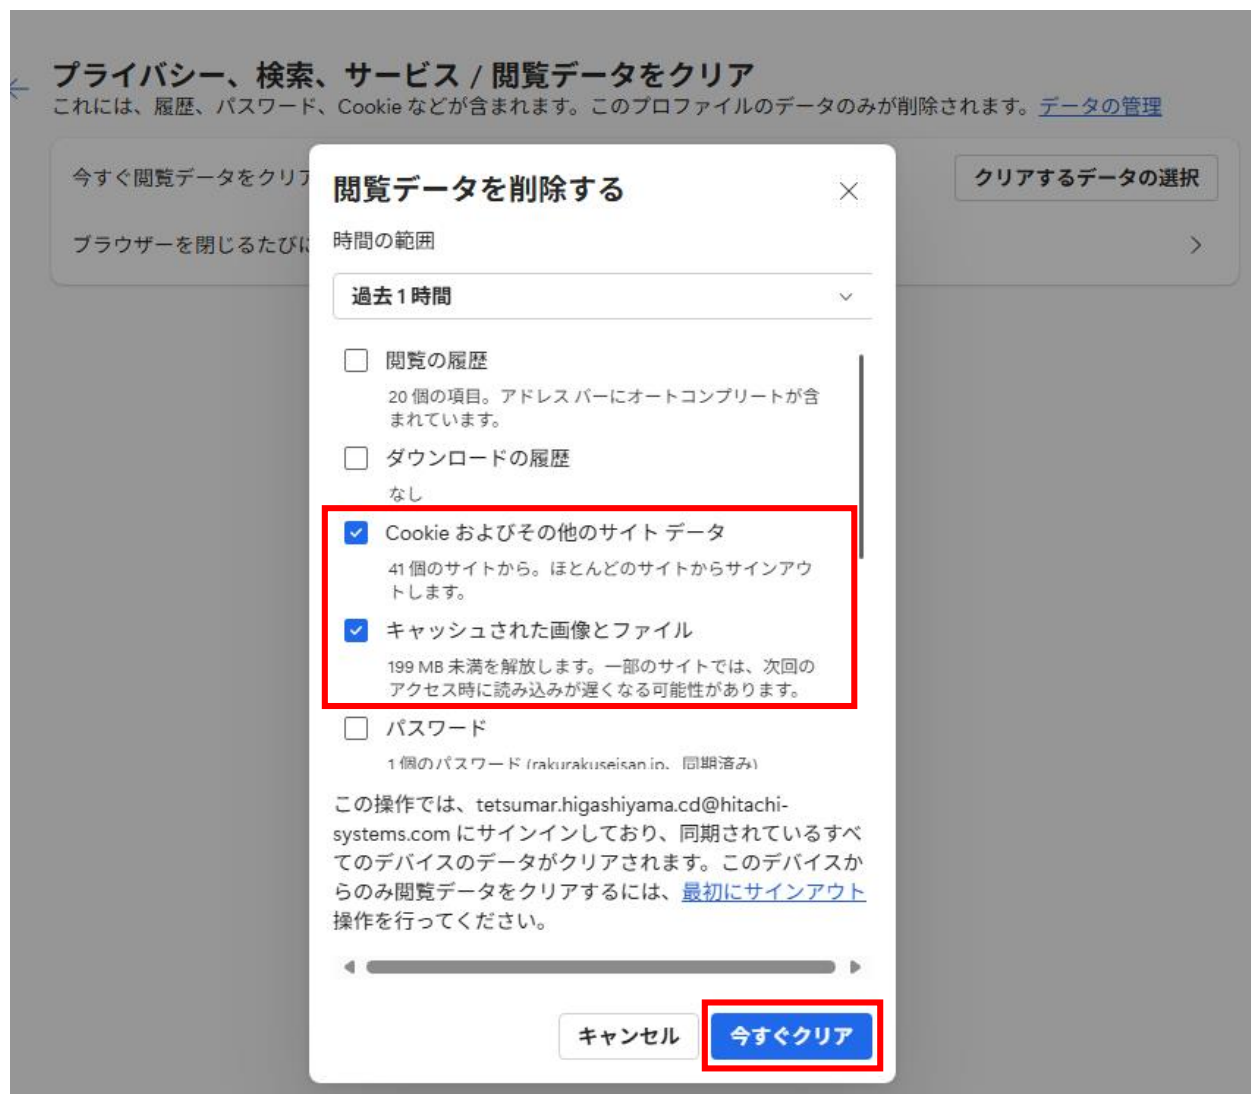 プライバシー、検索、サービス / 閲覧データをクリア
これには、履歴、パスワード、Cookie などが含まれます。このプロファイルのデータのみが削除されます。データの管理
今すぐ閲覧データをクリア
クリアするデータの選択
ブラウザーを閉じるたびに
閲覧データを削除する
時間の範囲
過去 1 時間
閲覧の履歴
20 個の項目。アドレス バーにオートコンプリートが含
まれています。
ダウンロードの履歴
なし
Cookie およびその他のサイト データ
41 個のサイトから。ほとんどのサイトからサインアウ
トします。
キャッシュされた画像とファイル
199 MB 未満を解放します。一部のサイトでは、次回の
アクセス時に読み込みが遅くなる可能性があります。
パスワード
1 個のパスワード (rakurakuseisan.jp、同期済み)
この操作では、tetsumar.higashiyama.cd@hitachi-
systems.com にサインインしており、同期されているすべ
てのデバイスのデータがクリアされます。このデバイスか
らのみ閲覧データをクリアするには、最初にサインアウト
操作を行ってください。
キャンセル
今すぐクリア